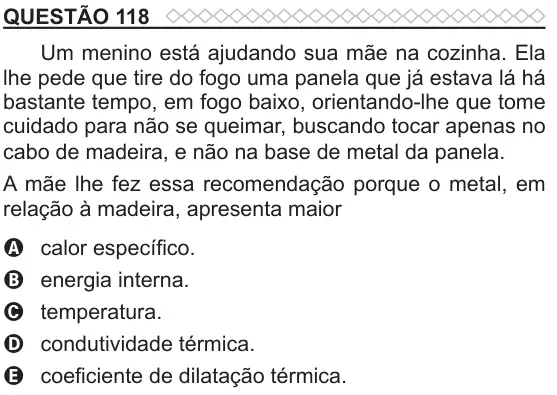 QUESTÃO 118
Um menino está ajudando sua mãe na cozinha. Ela
lhe pede que tire do fogo uma panela que já estava lá há
bastante tempo, em fogo baixo, orientando-lhe que tome
cuidado para não se queimar, buscando tocar apenas no
cabo de madeira, e não na base de metal da panela.
A mãe lhe fez essa recomendação porque o metal, em
relação à madeira, apresenta maior
A calor específico.
B energia interna.
C temperatura.
D condutividade térmica.
E coeficiente de dilatação térmica.